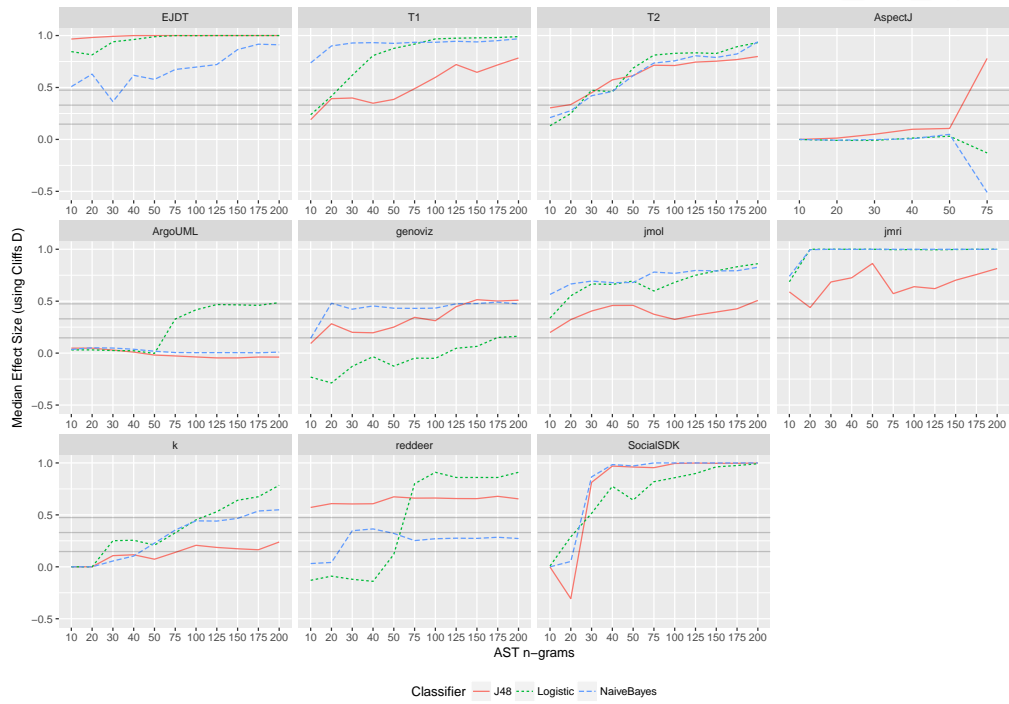 EJDT T1 T2 AspectJ
1.0
0.5
0.0
−0.5
10 20 30 40 50 75 100 125 150 175 200 10 20 30 40 50 75 100 125 150 175 200 10 20 30 40 50 75 100 125 150 175 200 10 20 30 40 50 75
ArgoUML genoviz jmol jmri
1.0
0.5
0.0
−0.5
10 20 30 40 50 75 100 125 150 175 200 10 20 30 40 50 75 100 125 150 175 200 10 20 30 40 50 75 100 125 150 175 200 10 20 30 40 50 75 100 125 150 175 200
k reddeer SocialSDK
1.0
0.5
0.0
−0.5
10 20 30 40 50 75 100 125 150 175 200 10 20 30 40 50 75 100 125 150 175 200 10 20 30 40 50 75 100 125 150 175 200
Median Effect Size (using Cliffs D)
AST n−grams
Classifier J48 Logistic NaiveBayes